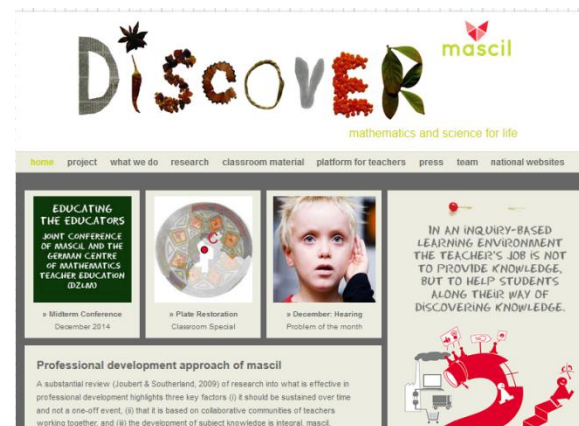 DiSCOVER
mascil
mathematics and science for life
home project what we do research classroom material platform for teachers press team national websites
EDUCATING
THE EDUCATORS
JOINT CONFERENCE
OF MASCIL AND THE
GERMAN CENTRE
OF MATHEMATICS
TEACHER EDUCATION
(DZLM)
» Midterm Conference
December 2014
» Plate Restoration
Classroom Special
» December: Hearing
Problem of the month
IN AN INQUIRY-BASED
LEARNING ENVIRONMENT
THE TEACHER'S JOB IS NOT
TO PROVIDE KNOWLEDGE,
BUT TO HELP STUDENTS
ALONG THEIR WAY OF
DISCOVERING KNOWLEDGE.
Professional development approach of mascil
A substantial review (Joubert & Southerland, 2009) of research into what is effective in
professional development highlights three key factors (i) it should be sustained over time
and not a one-off event, (ii) that it is based on collaborative communities of teachers
working together, and (iii) the development of subject knowledge is integral. mascil.